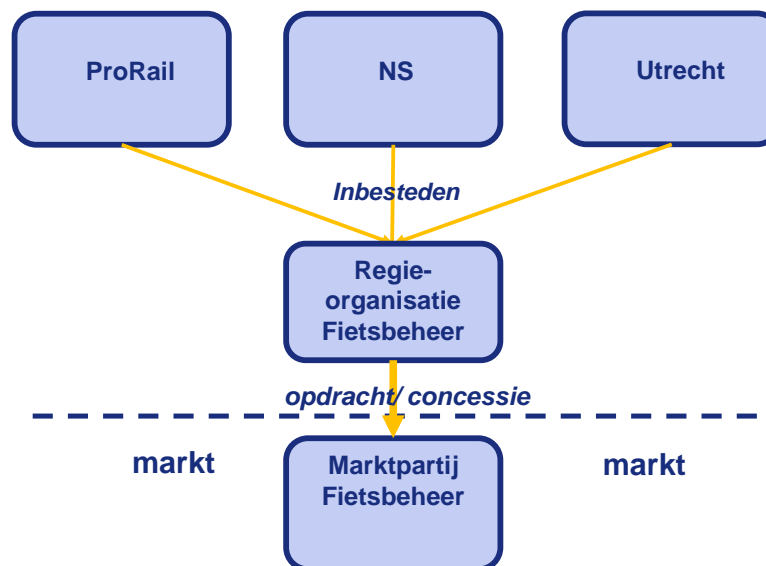 ProRail
NS
Utrecht
Inbesteden
Regie-
organisatie
Fietsbeheer
opdracht/ concessie
markt
Marktpartij
Fietsbeheer
markt